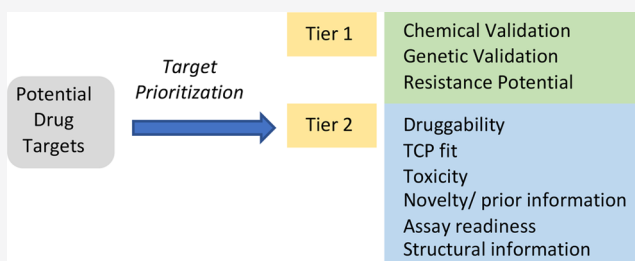 Potential
Drug
Targets
Target
Prioritization
Tier 1
Chemical Validation
Genetic Validation
Resistance Potential
Tier 2
Druggability
TCP fit
Toxicity
Novelty/ prior information
Assay readiness
Structural information